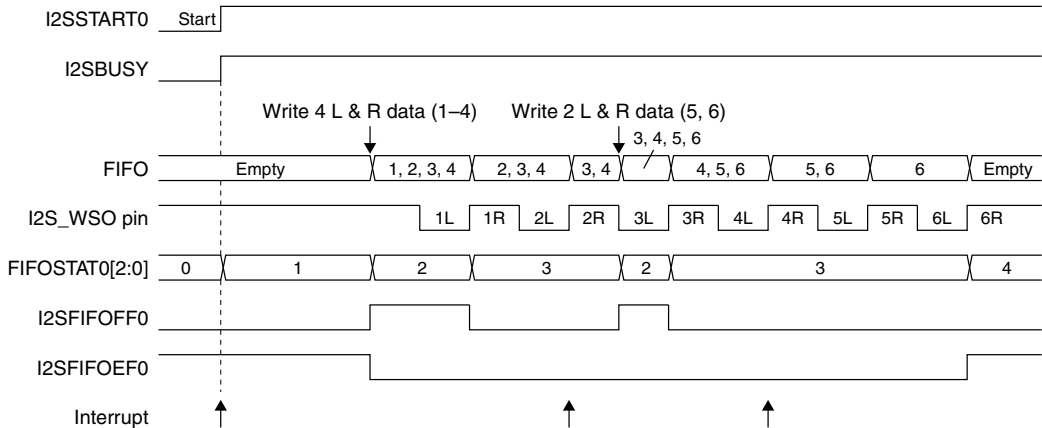 I2SSTART0 Start
I2SBUSY
Write 4 L & R data (1–4) Write 2 L & R data (5, 6)
3, 4, 5, 6
FIFO Empty 1, 2, 3, 4 2, 3, 4 3, 4 4, 5, 6 5, 6 6 Empty
I2S_WSO pin 1L 1R 2L 2R 3L 3R 4L 4R 5L 5R 6L 6R
FIFOSTAT0[2:0] 0 1 2 3 2 3 4
I2SFIFOFF0
I2SFIFOEF0
Interrupt